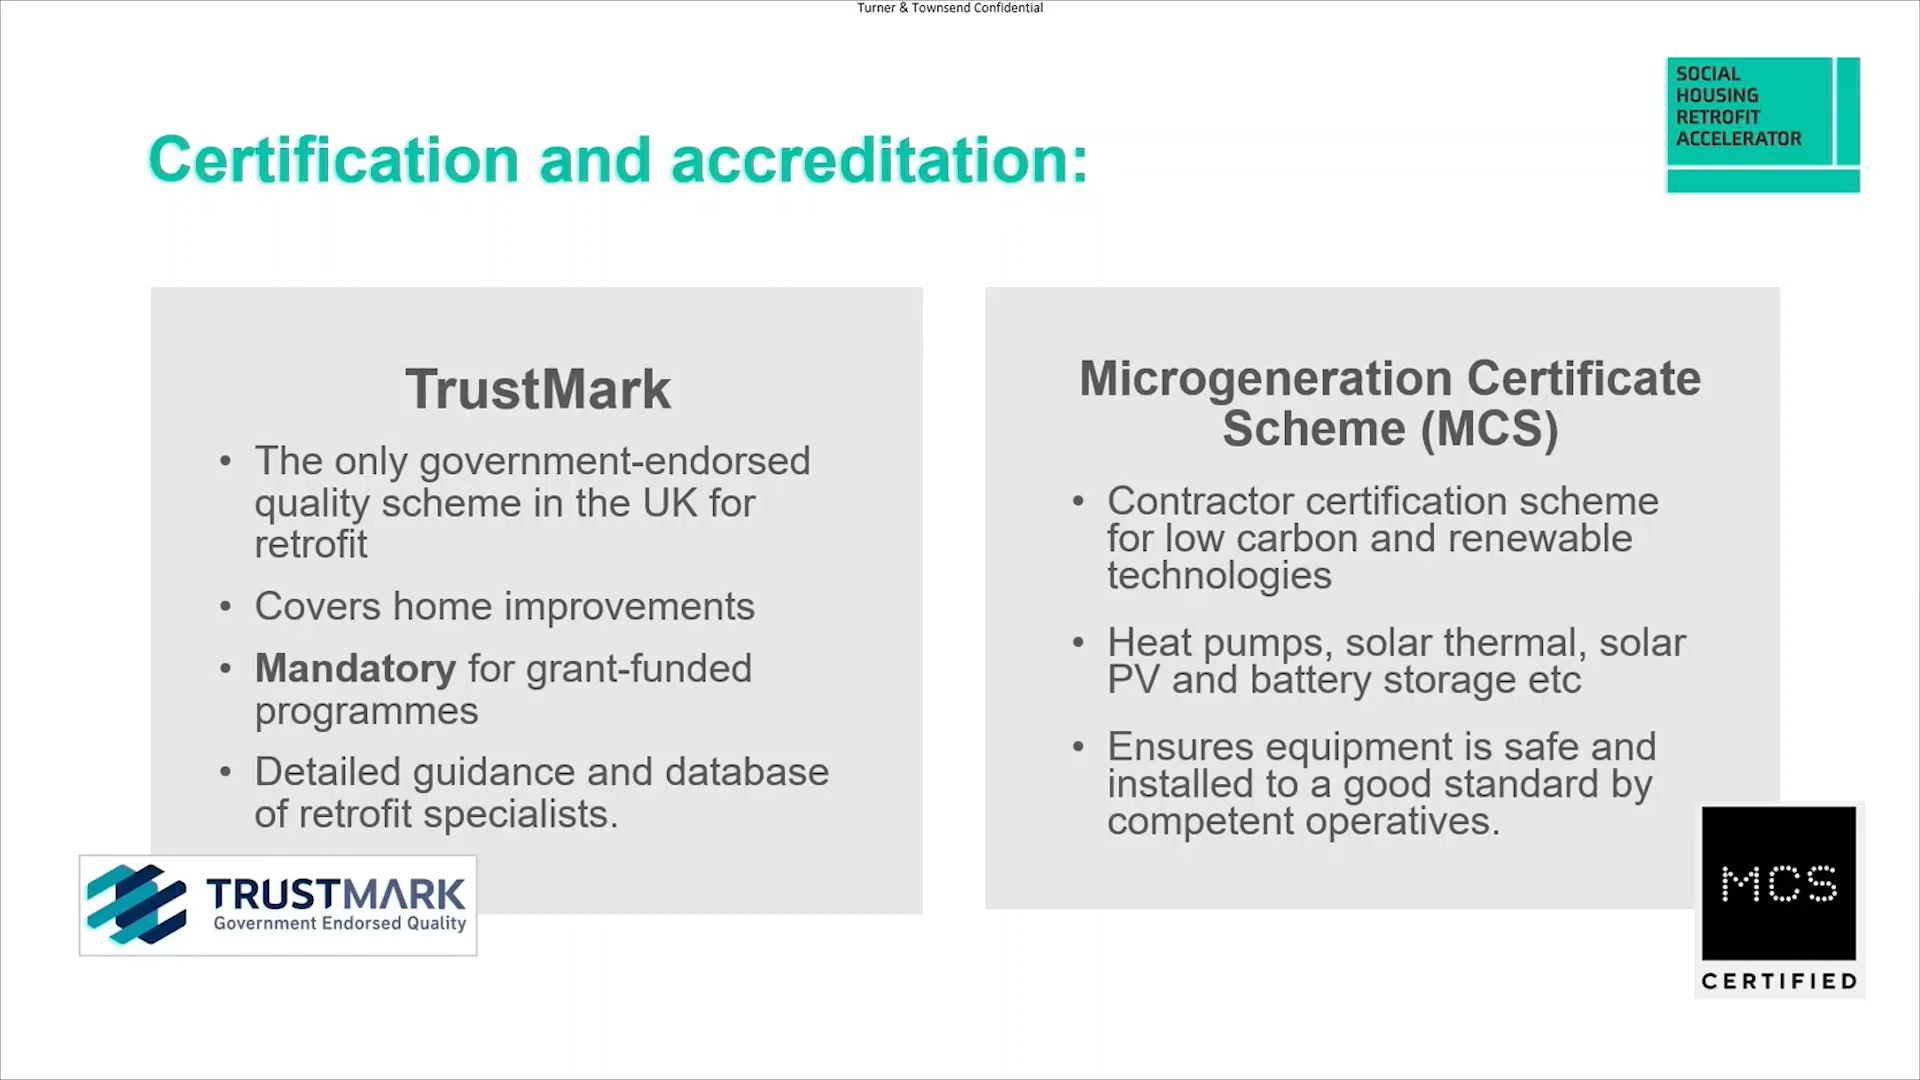 Turner & Townsend Confidential
SOCIAL
HOUSING
RETROFIT
ACCELERATOR
Certification and accreditation:
TrustMark
• The only government-endorsed
quality scheme in the UK for
retrofit
• Covers home improvements
• Mandatory for grant-funded
programmes
• Detailed guidance and database
of retrofit specialists.
TRUSTMARK
Government Endorsed Quality
Microgeneration Certificate
Scheme (MCS)
• Contractor certification scheme
for low carbon and renewable
technologies
• Heat pumps, solar thermal, solar
PV and battery storage etc
• Ensures equipment is safe and
installed to a good standard by
competent operatives.
MCS
CERTIFIED